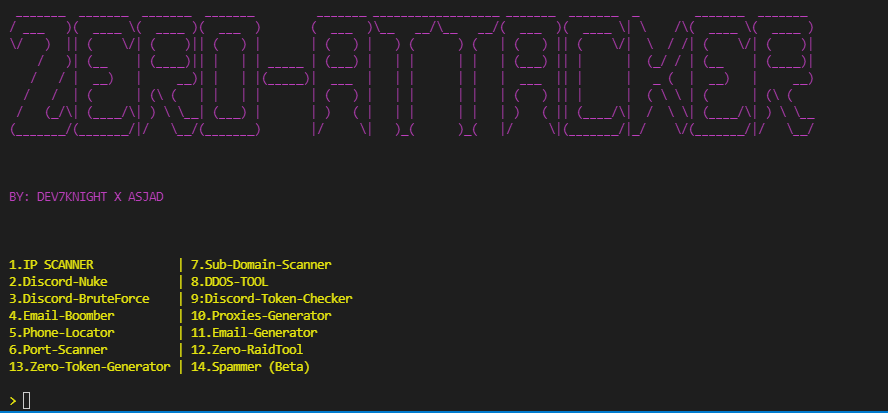 ZERO-ATTACKER
BY: DEV7KNIGHT X ASJAD
1.IP SCANNER | 7.Sub-Domain-Scanner
2.Discord-Nuke | 8.DDOS-TOOL
3.Discord-BruteForce | 9:Discord-Token-Checker
4.Email-Boomber | 10.Proxies-Generator
5.Phone-Locator | 11.Email-Generator
6.Port-Scanner | 12.Zero-RaidTool
13.Zero-Token-Generator | 14.Spammer (Beta)
>